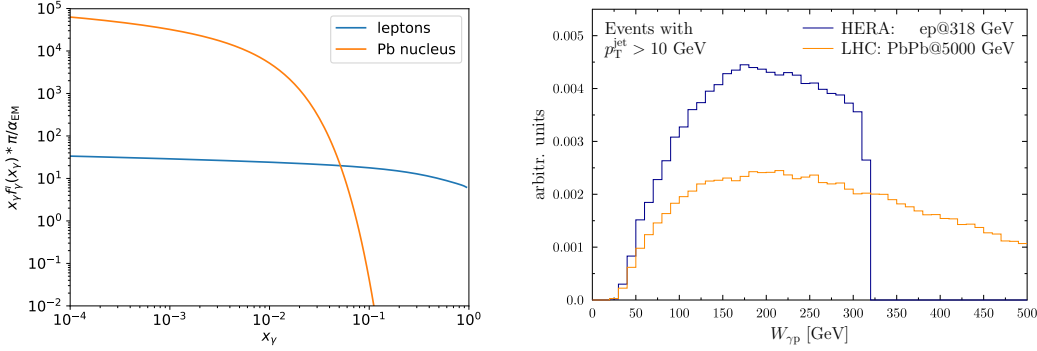 10^5
10^4
10^3
10^2
10^1
10^0
10^{-1}
10^{-2}
x_γ f_γ^i(x_γ) * π/α_EM
leptons
Pb nucleus
10^{-4}
10^{-3}
10^{-2}
10^{-1}
10^0
x_γ
0.005
0.004
0.003
0.002
0.001
0.0
arbitr. units
Events with
p_T^jet > 10 GeV
HERA: ep@318 GeV
LHC: PbPb@5000 GeV
0 50 100 150 200 250 300 350 400 450 500
W_γp [GeV]